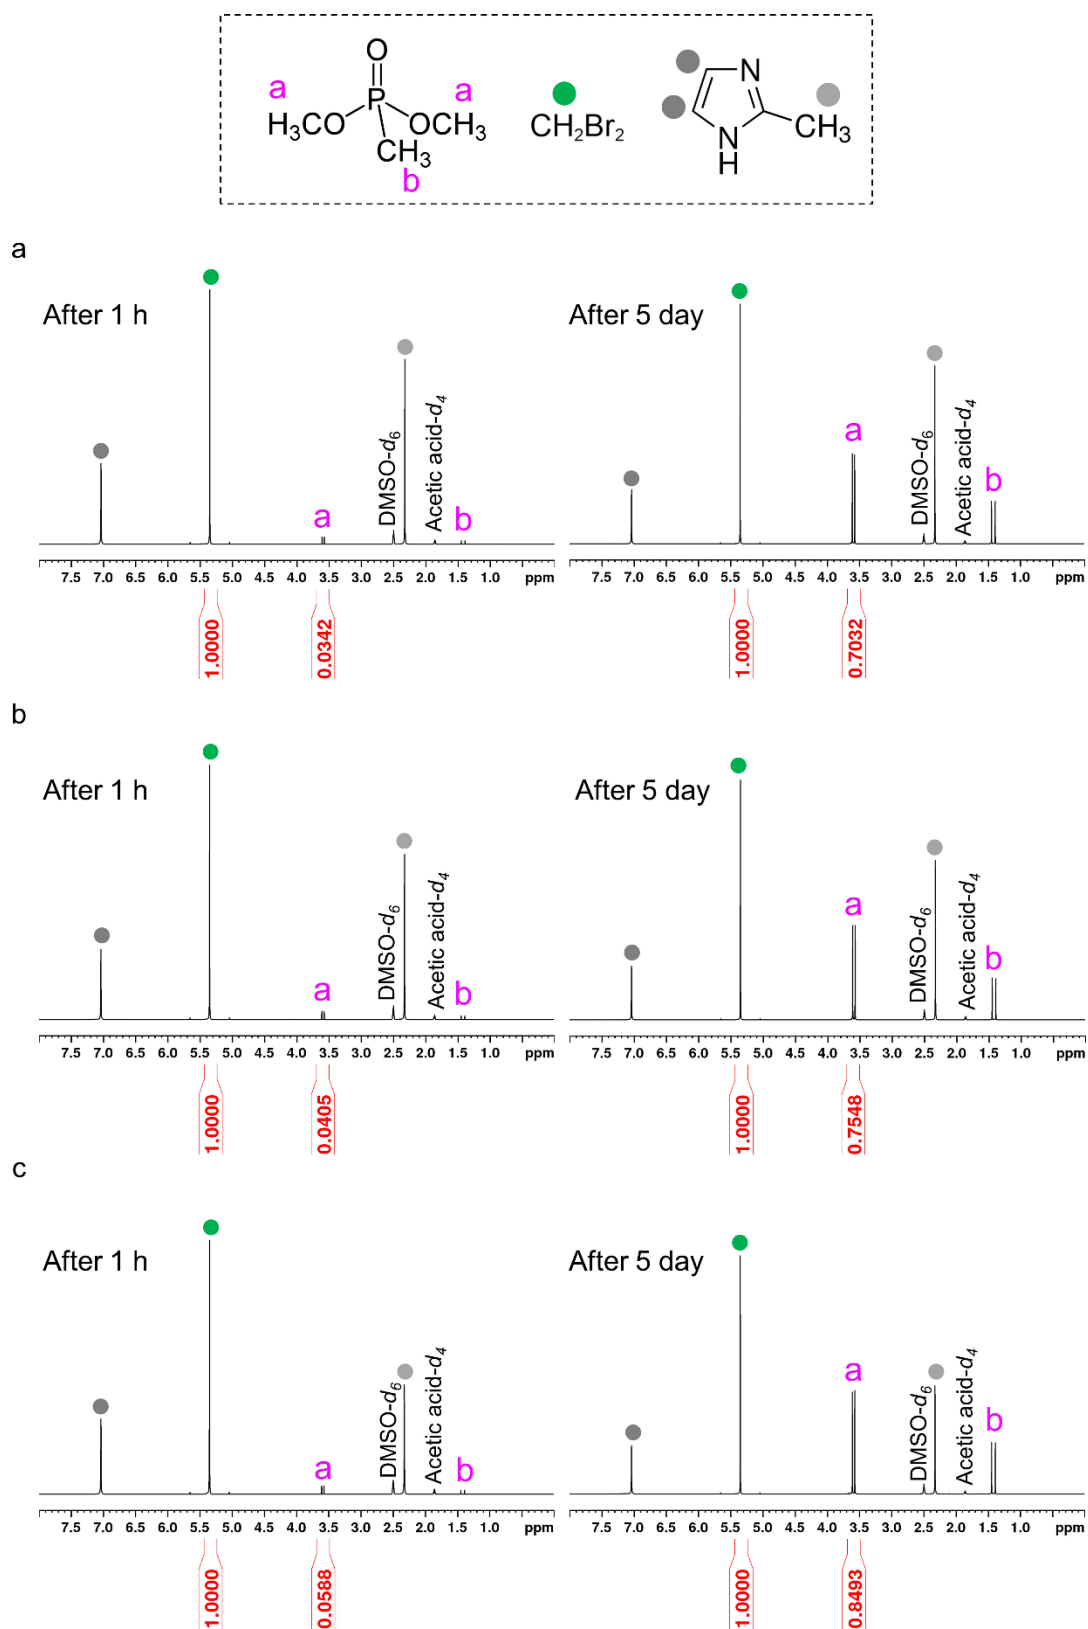 O
a
P
a
H3CO
OCH3
CH3
b
CH2Br2
N
N
H
CH3
a
After 1 h
a
DMSO-d6
Acetic acid-d4
b
7.5 6.5 6.0 5.5 5.0 4.5 4.0 3.5 3.0 2.5 2.0 1.5 1.0 ppm
1.0000
0.0342
After 5 day
a
DMSO-d6
Acetic acid-d4
b
7.5 7.0 6.5 6.0 5.5 5.0 4.5 4.0 3.5 3.0 2.5 2.0 1.5 1.0 ppm
1.0000
0.7032
b
After 1 h
a
DMSO-d6
Acetic acid-d4
b
7.5 7.0 6.5 6.0 5.5 5.0 4.5 4.0 3.5 3.0 2.5 2.0 1.5 1.0 ppm
1.0000
0.0405
After 5 day
a
DMSO-d6
Acetic acid-d4
b
7.5 7.0 6.5 6.0 5.5 5.0 4.5 4.0 3.5 3.0 2.5 2.0 1.5 1.0 ppm
1.0000
0.7548
c
After 1 h
a
DMSO-d6
Acetic acid-d4
b
7.5 7.0 6.5 6.0 5.5 5.0 4.5 4.0 3.5 3.0 2.5 2.0 1.5 1.0 ppm
1.0000
0.0588
After 5 day
a
DMSO-d6
Acetic acid-d4
b
7.5 7.0 6.5 6.0 5.5 5.0 4.5 4.0 3.5 3.0 2.5 2.0 1.5 1.0 ppm
1.0000
0.8493